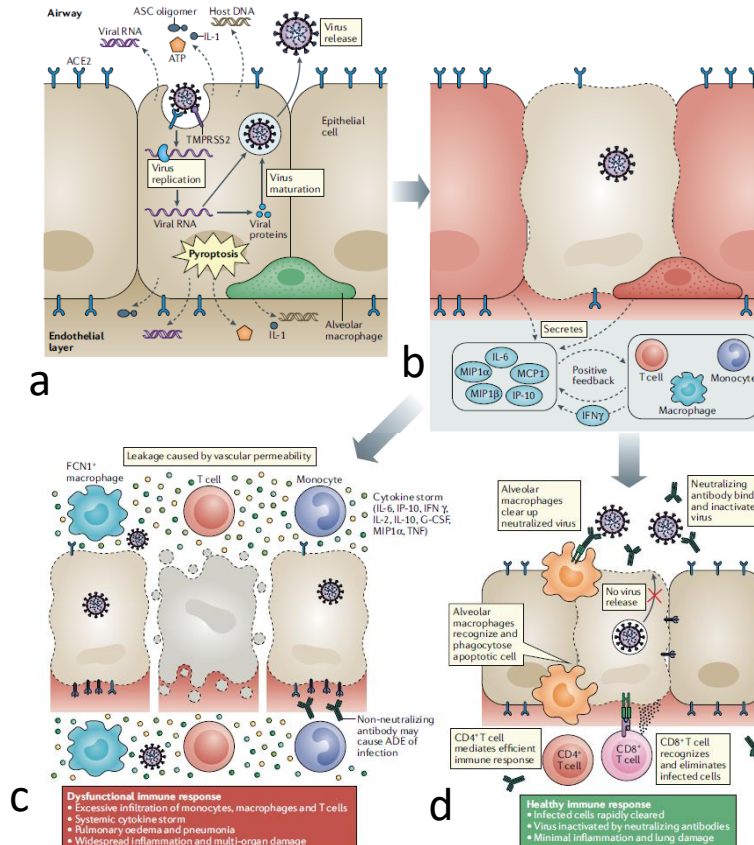 Airway
ASC oligomer
Host DNA
Viral RNA
IL-1
ATP
Virus
release
ACE2
TMPRSS2
Epithelial
cell
Virus
replication
Virus
maturation
Viral RNA
Viral
proteins
Pyroptosis
IL-1
Alveolar
macrophage
Endothelial
layer
a
Secretes
IL-6
MIP1α
MCP1
MIP1β
IP-10
Positive
feedback
IFNγ
T cell
Monocyte
Macrophage
b
Leakage caused by vascular permeability
FCN1+
macrophage
T cell
Monocyte
Cytokine storm
(IL-6, IP-10, IFN γ,
IL-2, IL-10, G-CSF,
MIP1α, TNF)
Non-neutralizing
antibody may
cause ADE of
infection
c
Dysfunctional immune response
• Excessive infiltration of monocytes, macrophages and T cells
• Systemic cytokine storm
• Pulmonary oedema and pneumonia
• Widespread inflammation and multi-organ damage
Alveolar
macrophages
clear up
neutralized virus
Neutralizing
antibody bind
and inactivate
virus
No virus
release
Alveolar
macrophages
recognize and
phagocytose
apoptotic cell
CD4+ T cell
mediates efficient
immune response
CD4+
T cell
CD8+
T cell
CD8+ T cell
recognizes
and eliminates
infected cells
d
Healthy immune response
• Infected cells rapidly cleared
• Virus inactivated by neutralizing antibodies
• Minimal inflammation and lung damage